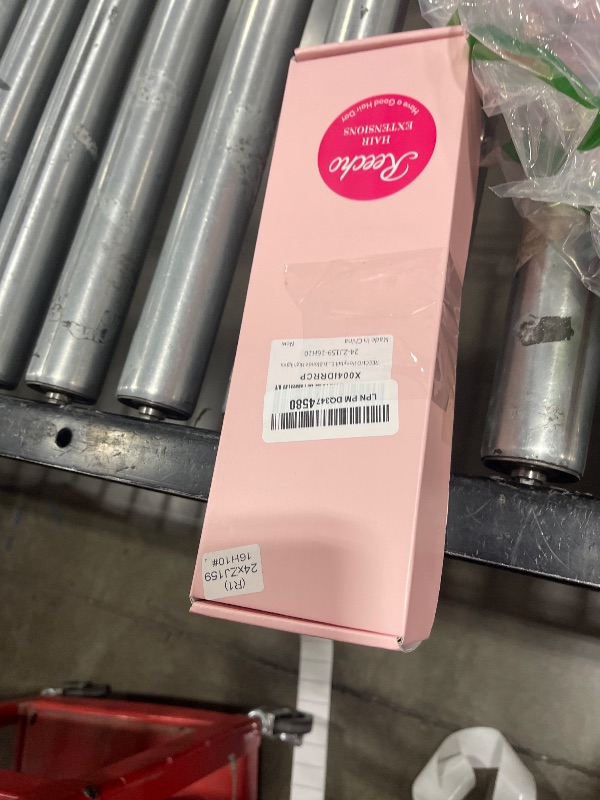 Reecho
HAIR
EXTENSIONS
Have a Good Hair Day
LPN PM DQ3474580
X004IDRRCP
24-ZJ159-16H10
New
Made in China
(R1)
24xZJ159
16H10#